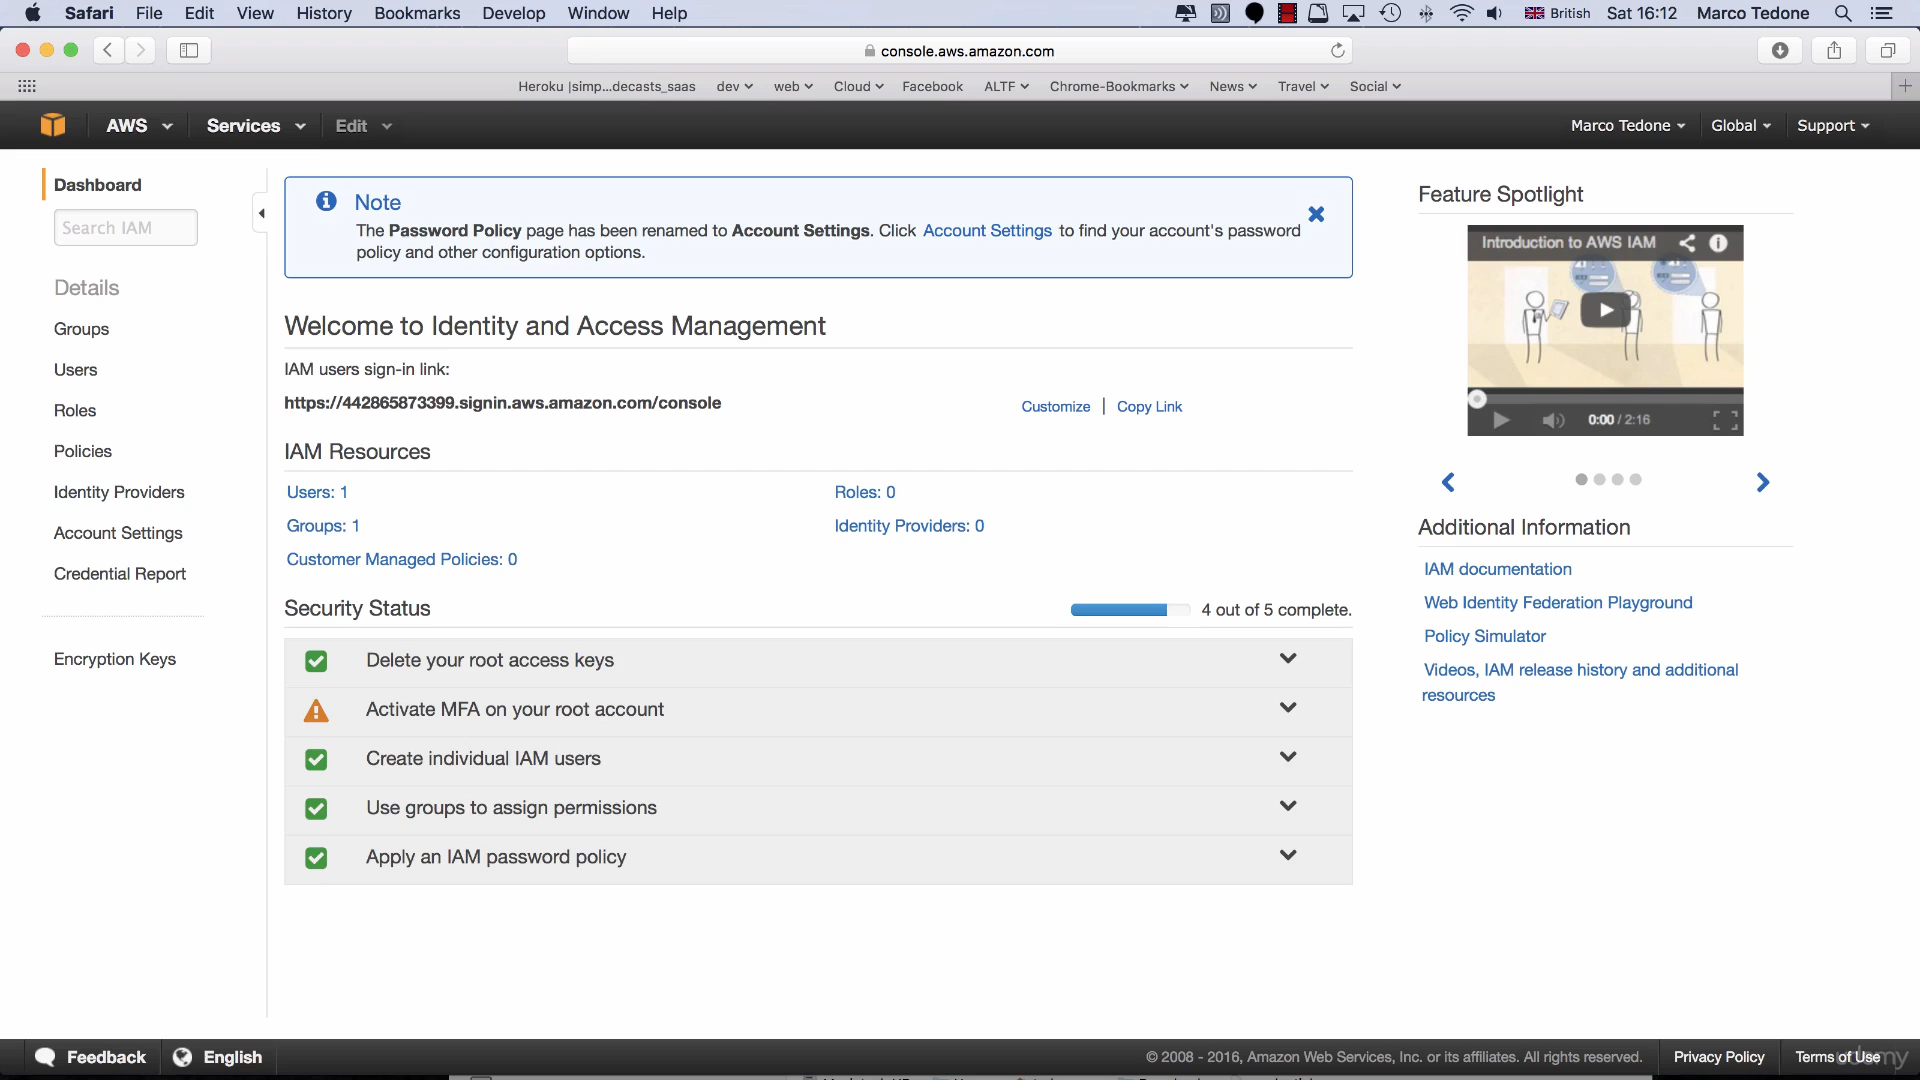 Safari File Edit View History Bookmarks Develop Window Help British Sat 16:12 Marco Tedone
console.aws.amazon.com
Heroku |simp...decasts_saas dev web Cloud Facebook ALTF Chrome-Bookmarks News Travel Social
AWS Services Edit Marco Tedone Global Support
Dashboard
Search IAM
Details
Groups
Users
Roles
Policies
Identity Providers
Account Settings
Credential Report
Encryption Keys
Note
The Password Policy page has been renamed to Account Settings. Click Account Settings to find your account's password
policy and other configuration options.
Welcome to Identity and Access Management
IAM users sign-in link:
https://442865873399.signin.aws.amazon.com/console
Customize | Copy Link
IAM Resources
Users: 1 Roles: 0
Groups: 1 Identity Providers: 0
Customer Managed Policies: 0
Security Status 4 out of 5 complete.
Delete your root access keys
Activate MFA on your root account
Create individual IAM users
Use groups to assign permissions
Apply an IAM password policy
Feature Spotlight
Introduction to AWS IAM
0:00 / 2:16
Additional Information
IAM documentation
Web Identity Federation Playground
Policy Simulator
Videos, IAM release history and additional
resources
Feedback English © 2008 - 2016, Amazon Web Services, Inc. or its affiliates. All rights reserved. Privacy Policy Terms of Use
udemy